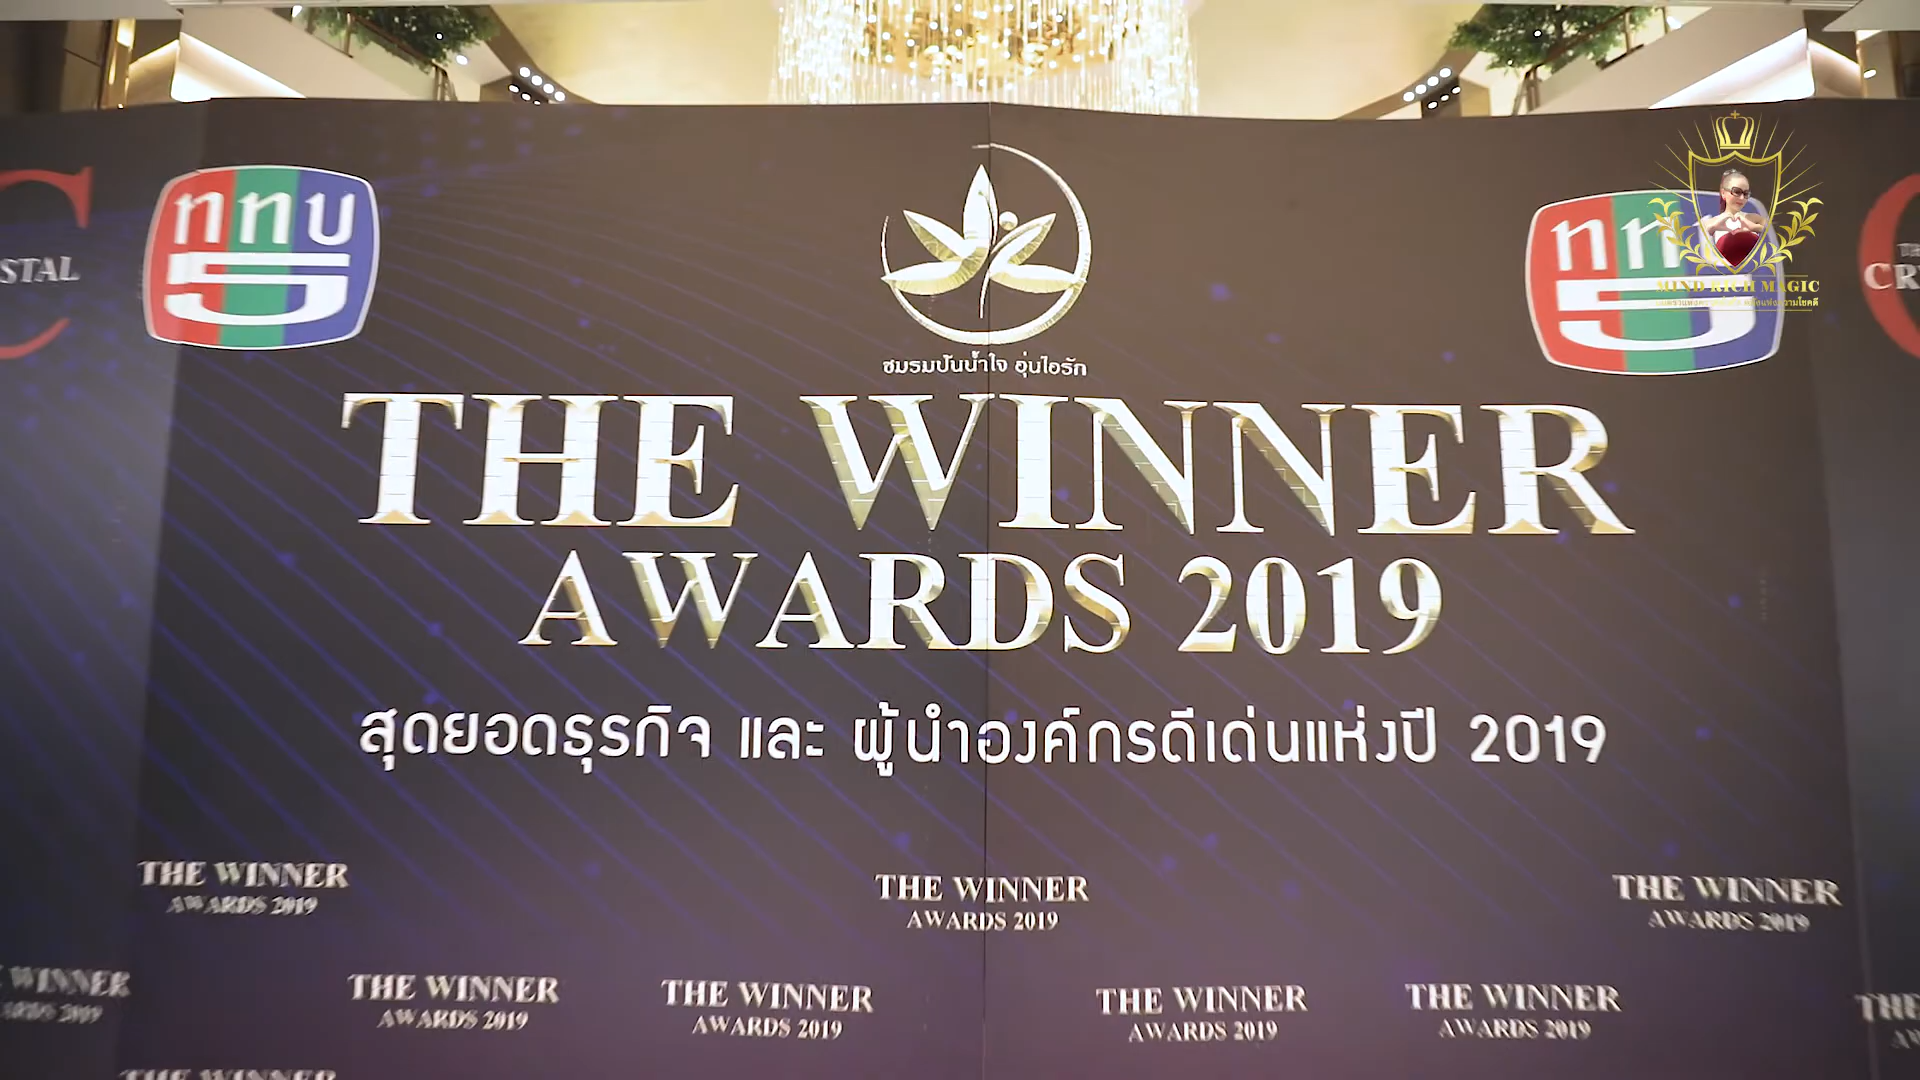 ททบ
5
ททบ
5
STAL
CR
MIND RICH MAGIC
ชมรมปันน้ำใจ อุ่นไอรัก
THE WINNER
AWARDS 2019
สุดยอดธุรกิจ และ ผู้นำองค์กรดีเด่นแห่งปี 2019
THE WINNER
AWARDS 2019
THE WINNER
AWARDS 2019
THE WINNER
AWARDS 2019
WINNER
AWARDS 2019
THE WINNER
AWARDS 2019
THE WINNER
AWARDS 2019
THE WINNER
AWARDS 2019
THE WINNER
AWARDS 2019
THE
THE WINNER